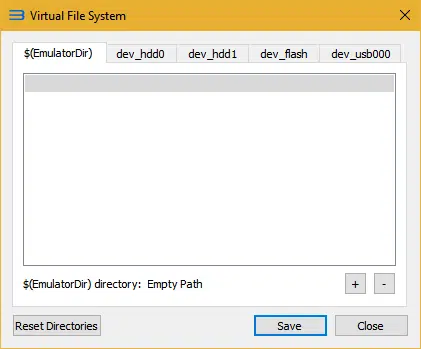 Virtual File System
$(EmulatorDir) dev_hdd0 dev_hdd1 dev_flash dev_usb000
$(EmulatorDir) directory: Empty Path + -
Reset Directories Save Close